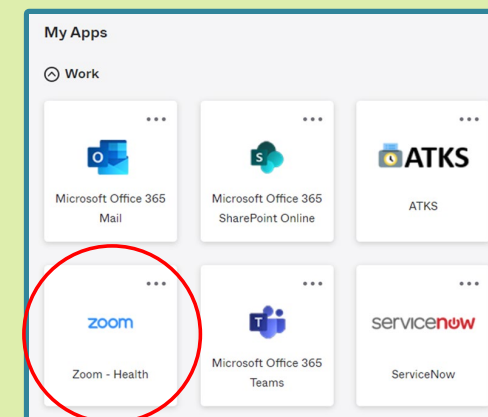 My Apps
Work
ATKS
Microsoft Office 365
Mail
Microsoft Office 365
SharePoint Online
ATKS
zoom
servicenow
Zoom - Health
Microsoft Office 365
Teams
ServiceNow